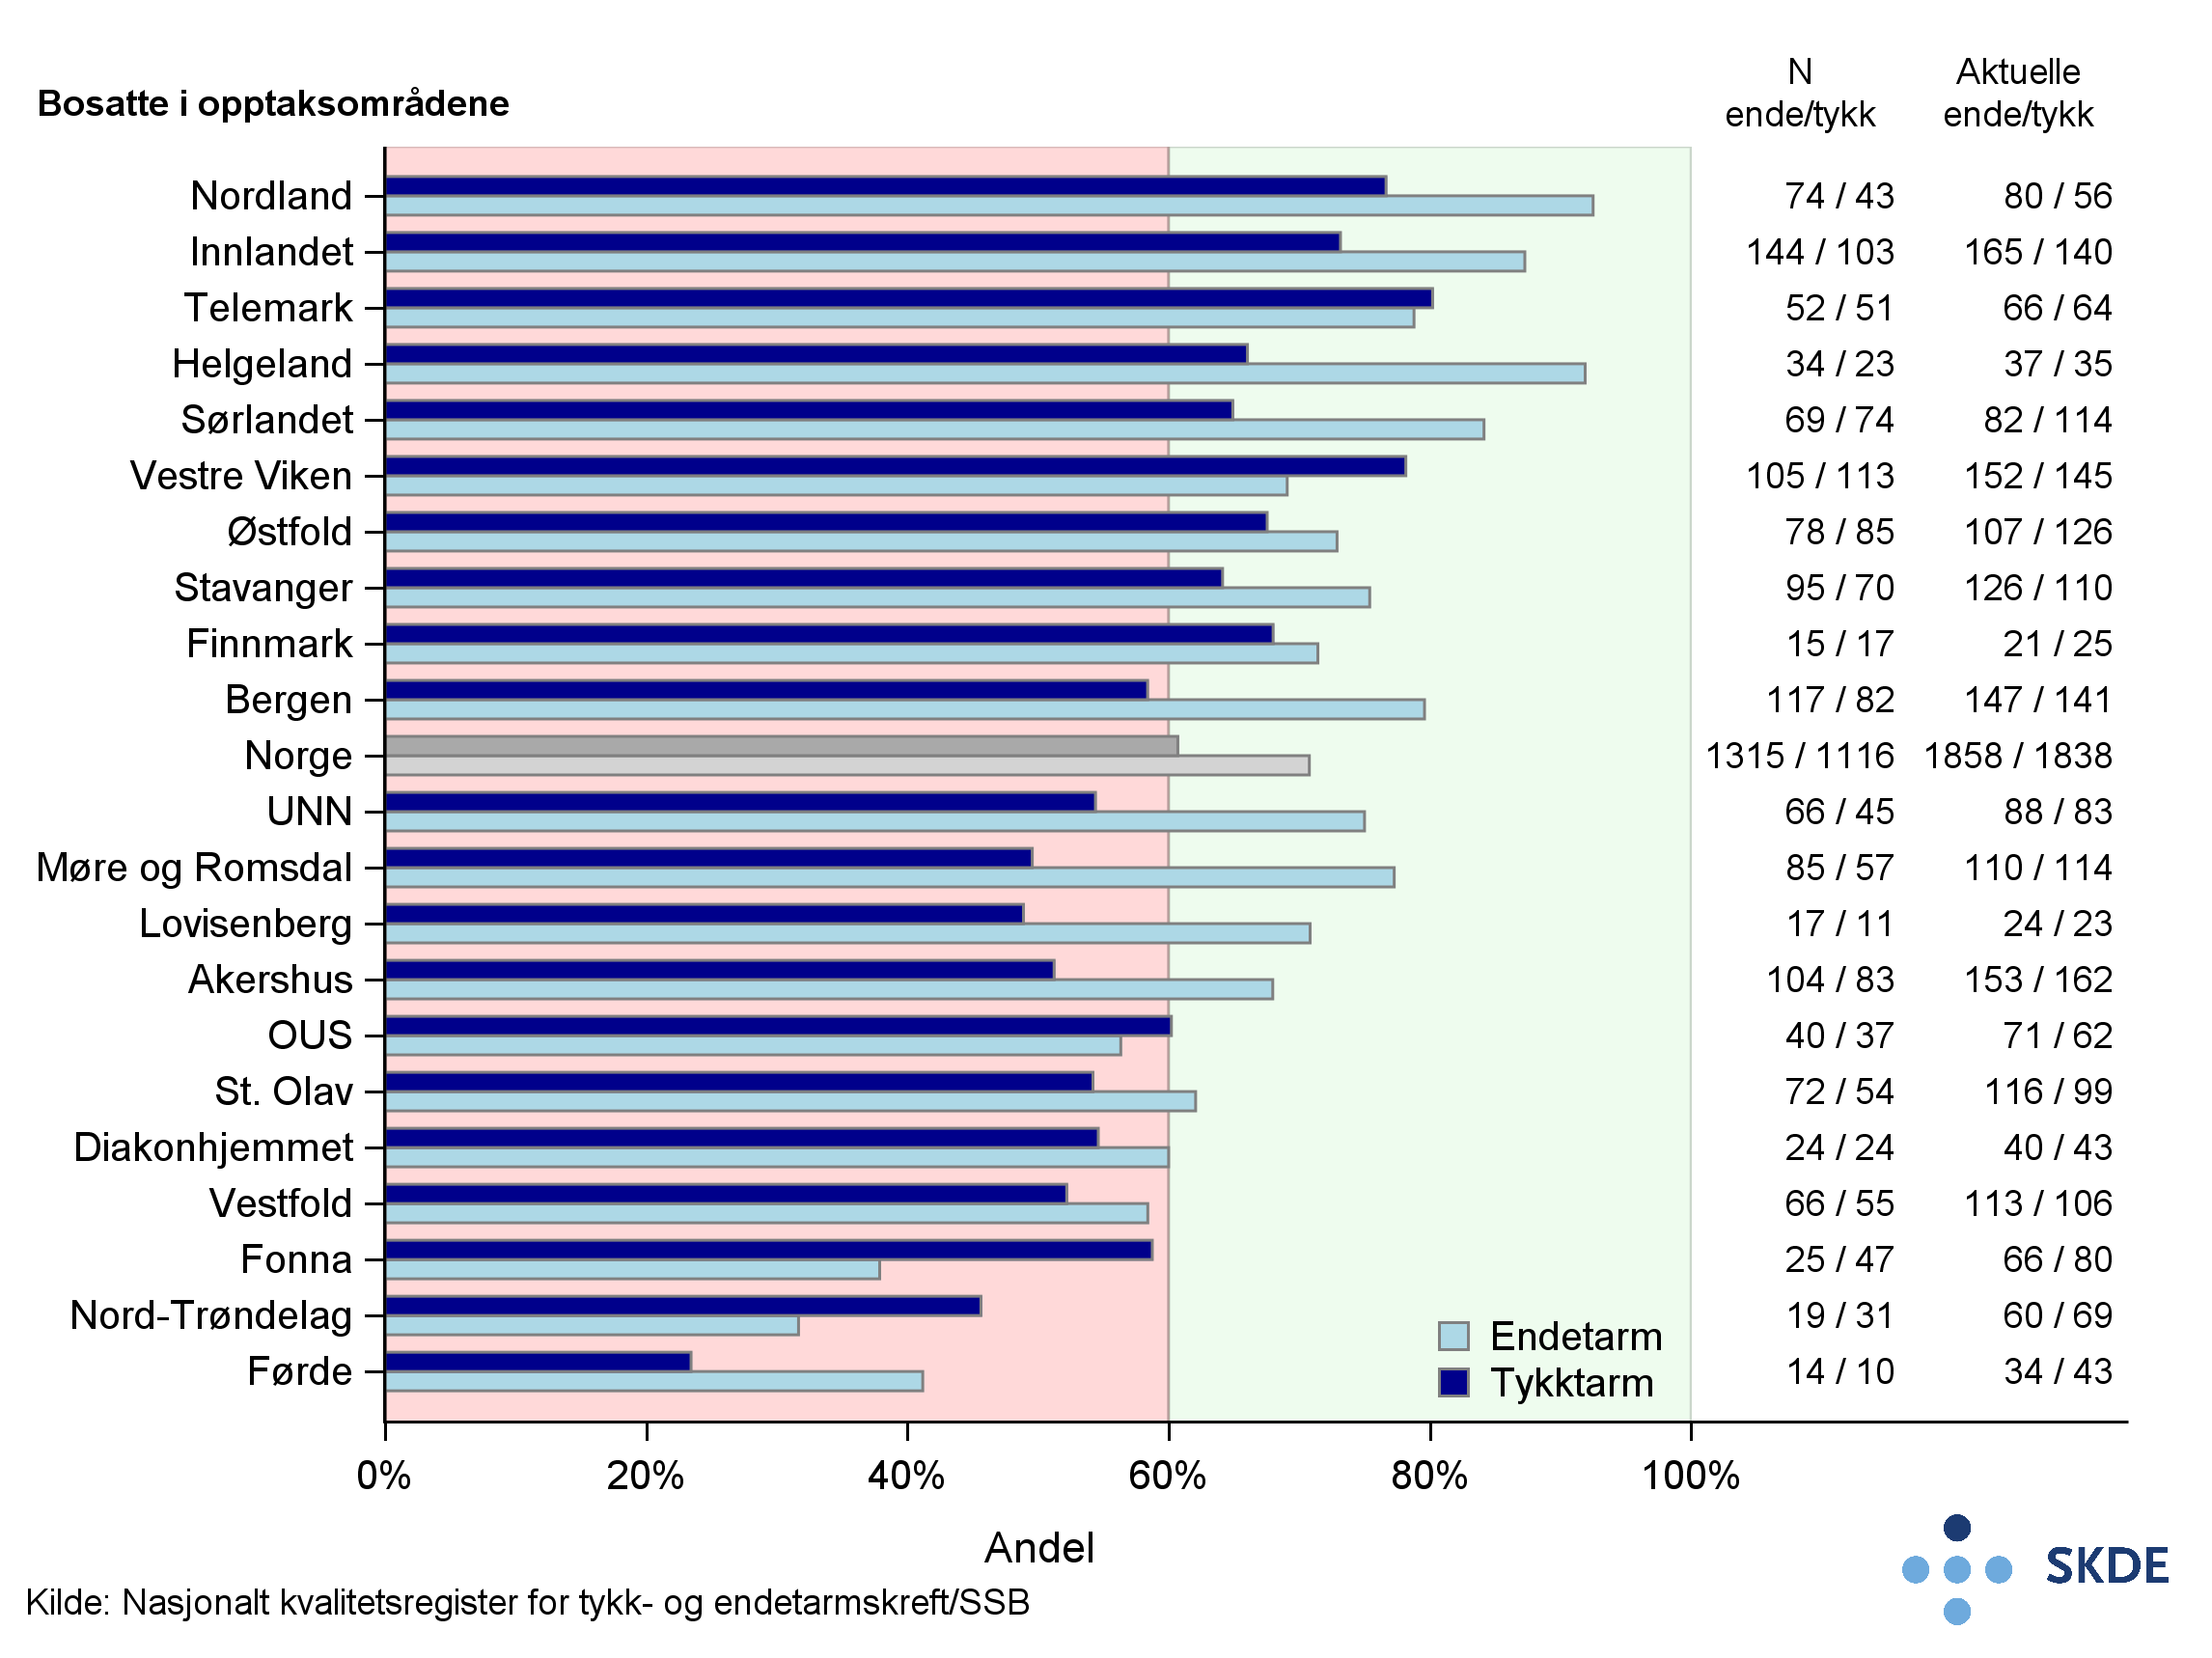 N Aktuelle
Bosatte i opptaksområdene ende/tykk ende/tykk
Nordland 74 / 43 80 / 56
Innlandet 144 / 103 165 / 140
Telemark 52 / 51 66 / 64
Helgeland 34 / 23 37 / 35
Sørlandet 69 / 74 82 / 114
Vestre Viken 105 / 113 152 / 145
Østfold 78 / 85 107 / 126
Stavanger 95 / 70 126 / 110
Finnmark 15 / 17 21 / 25
Bergen 117 / 82 147 / 141
Norge 1315 / 1116 1858 / 1838
UNN 66 / 45 88 / 83
Møre og Romsdal 85 / 57 110 / 114
Lovisenberg 17 / 11 24 / 23
Akershus 104 / 83 153 / 162
OUS 40 / 37 71 / 62
St. Olav 72 / 54 116 / 99
Diakonhjemmet 24 / 24 40 / 43
Vestfold 66 / 55 113 / 106
Fonna 25 / 47 66 / 80
Nord-Trøndelag 19 / 31 60 / 69
Førde 14 / 10 34 / 43
Endetarm
Tykktarm
0% 20% 40% 60% 80% 100%
Andel
Kilde: Nasjonalt kvalitetsregister for tykk- og endetarmskreft/SSB
SKDE